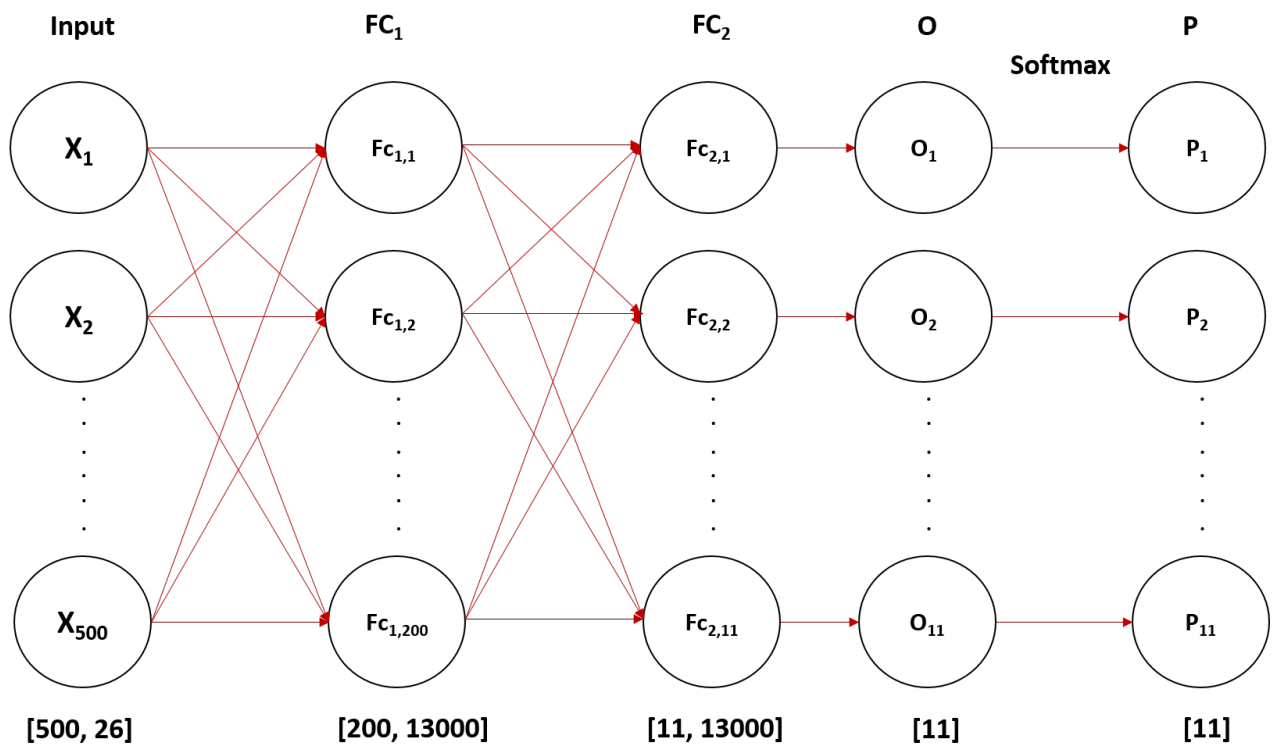 Input FC₁ FC₂ O P
Softmax
X₁ Fc₁,₁ Fc₂,₁ O₁ P₁
X₂ Fc₁,₂ Fc₂,₂ O₂ P₂
X₅₀₀ Fc₁,₂₀₀ Fc₂,₁₁ O₁₁ P₁₁
[500, 26] [200, 13000] [11, 13000] [11] [11]